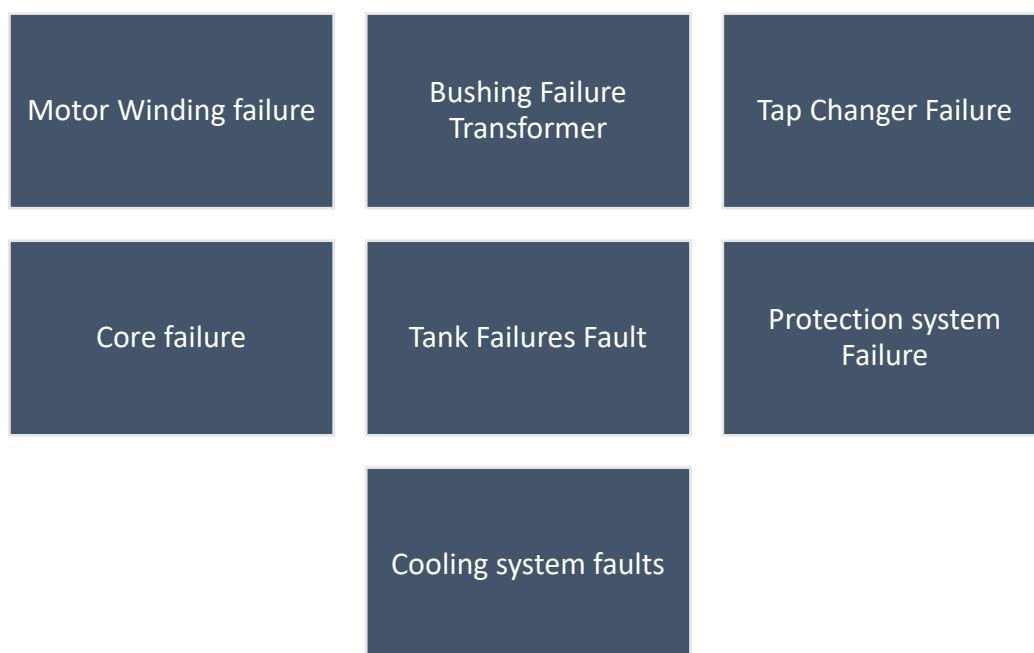 Motor Winding failure
Bushing Failure
Transformer
Tap Changer Failure
Core failure
Tank Failures Fault
Protection system
Failure
Cooling system faults